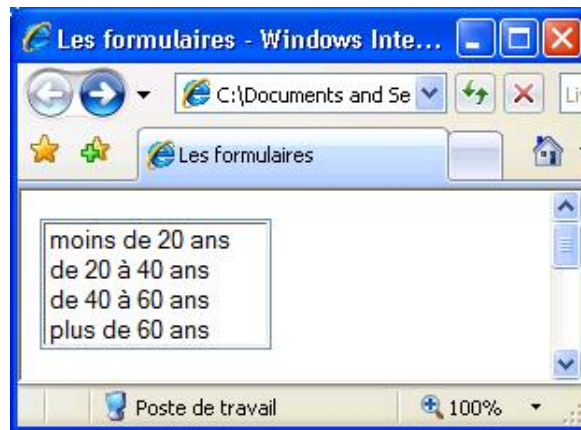 Les formulaires - Windows Inte...
C:\Documents and Se
Li
Les formulaires
moins de 20 ans
de 20 à 40 ans
de 40 à 60 ans
plus de 60 ans
Poste de travail 100%